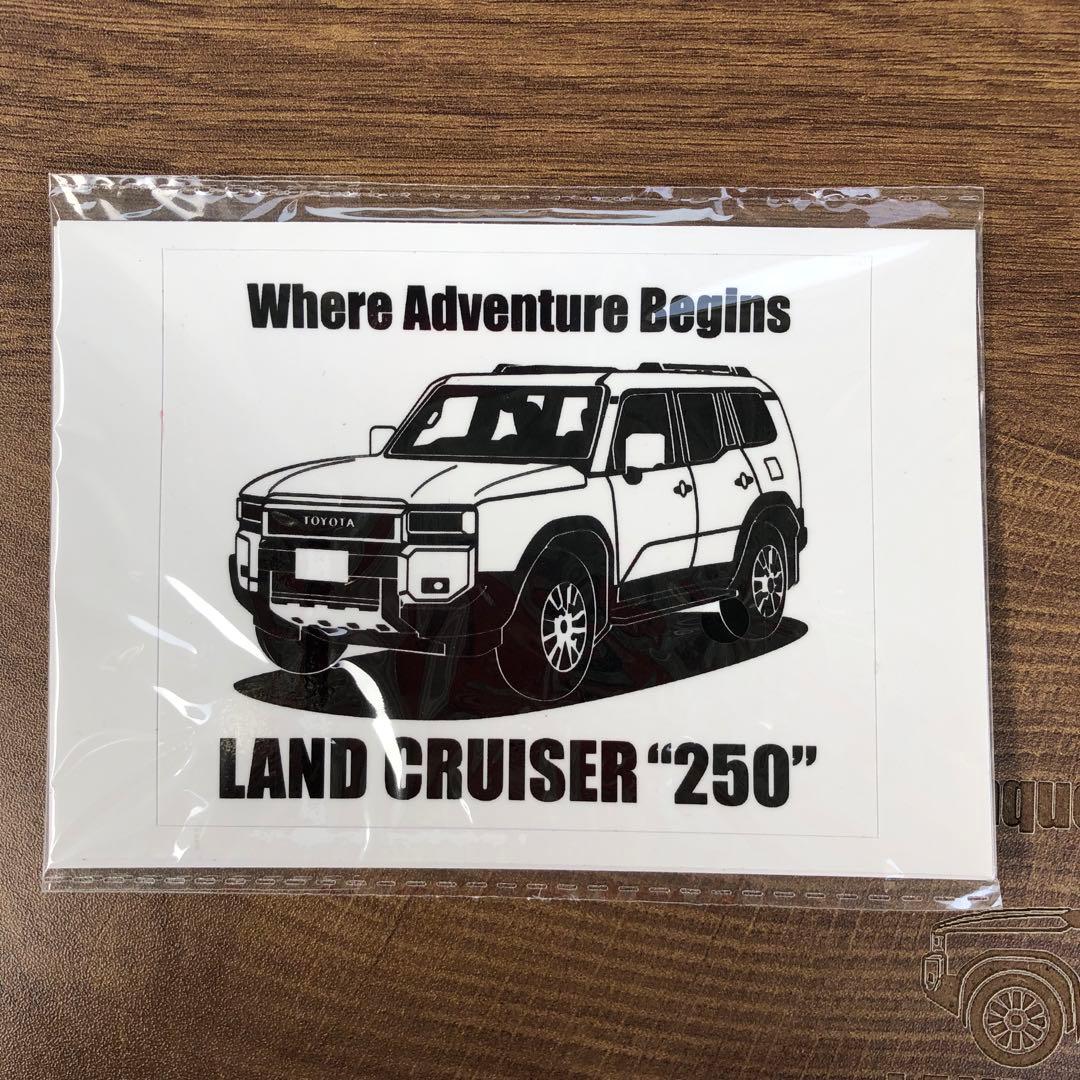 Where Adventure Begins
TOYOTA
LAND CRUISER “250”